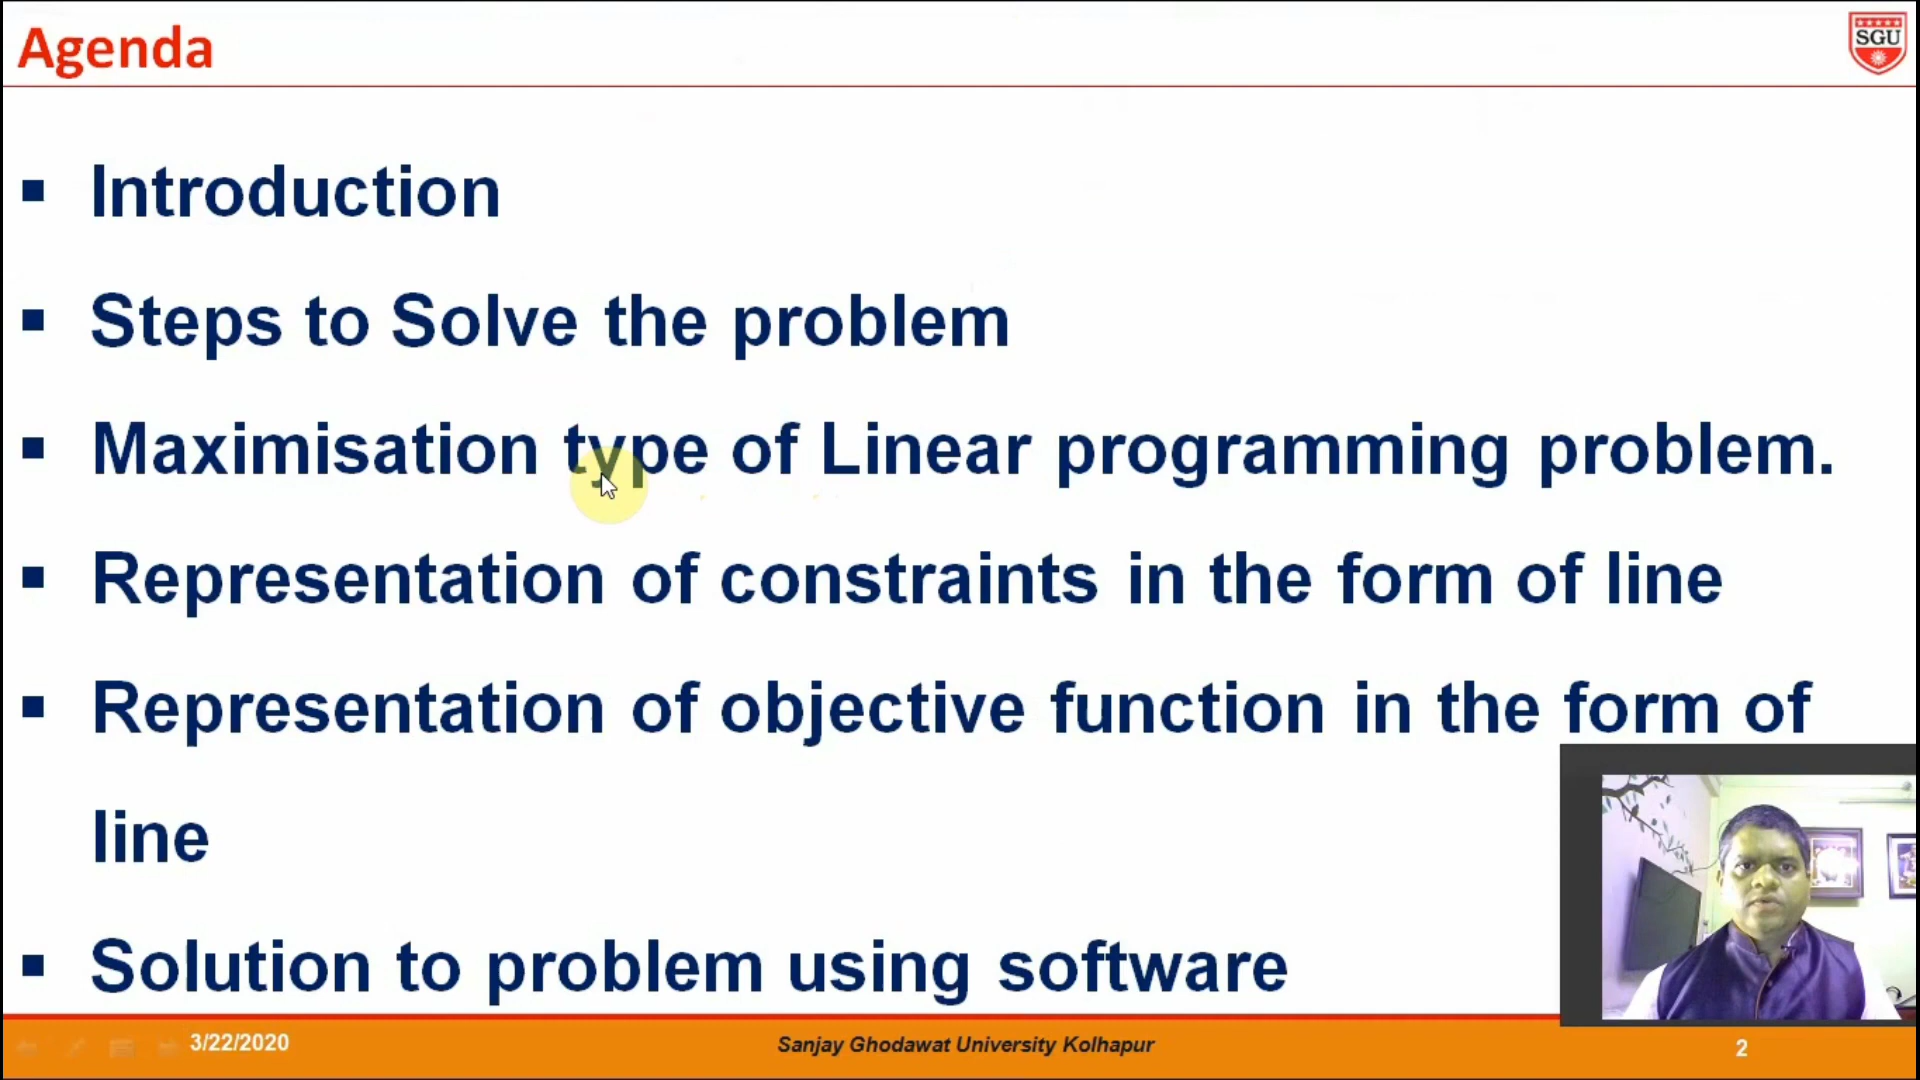 Agenda
SGU
▪ Introduction
▪ Steps to Solve the problem
▪ Maximisation type of Linear programming problem.
▪ Representation of constraints in the form of line
▪ Representation of objective function in the form of
line
▪ Solution to problem using software
3/22/2020
Sanjay Ghodawat University Kolhapur
2